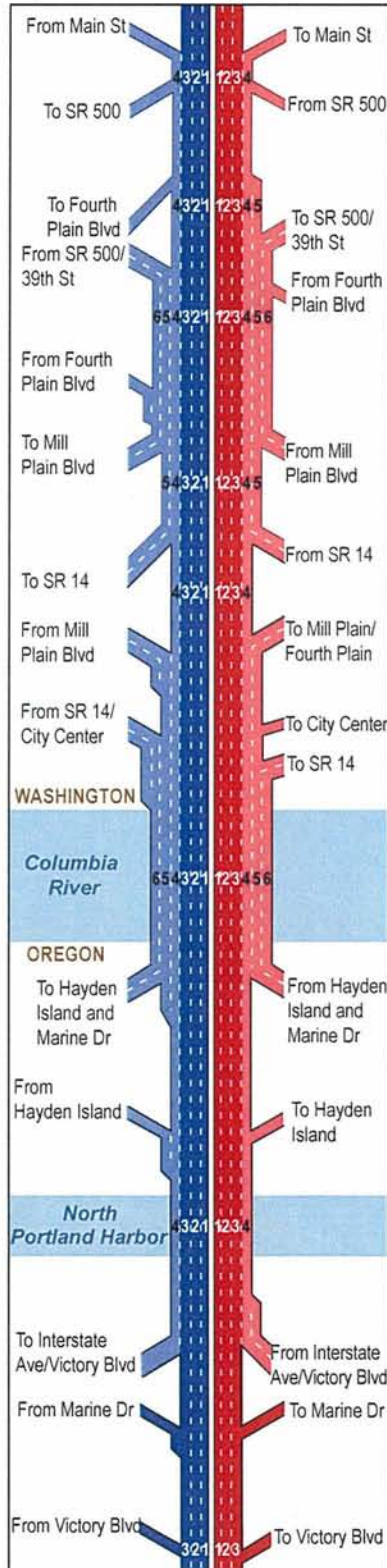 From Main St
To Main St
4321 1234
To SR 500
From SR 500
To Fourth
Plain Blvd
4321 12345
To SR 500/
39th St
From SR 500/
39th St
From Fourth
Plain Blvd
654321 123456
From Fourth
Plain Blvd
To Mill
Plain Blvd
From Mill
Plain Blvd
54321 12345
To SR 14
From SR 14
4321 1234
From Mill
Plain Blvd
To Mill Plain/
Fourth Plain
From SR 14/
City Center
To City Center
To SR 14
WASHINGTON
Columbia
River
654321 123456
OREGON
To Hayden
Island and
Marine Dr
From Hayden
Island and
Marine Dr
From
Hayden Island
To Hayden
Island
North
Portland Harbor
4321 1234
To Interstate
Ave/Victory Blvd
From Interstate
Ave/Victory Blvd
From Marine Dr
To Marine Dr
From Victory Blvd
321 123
To Victory Blvd